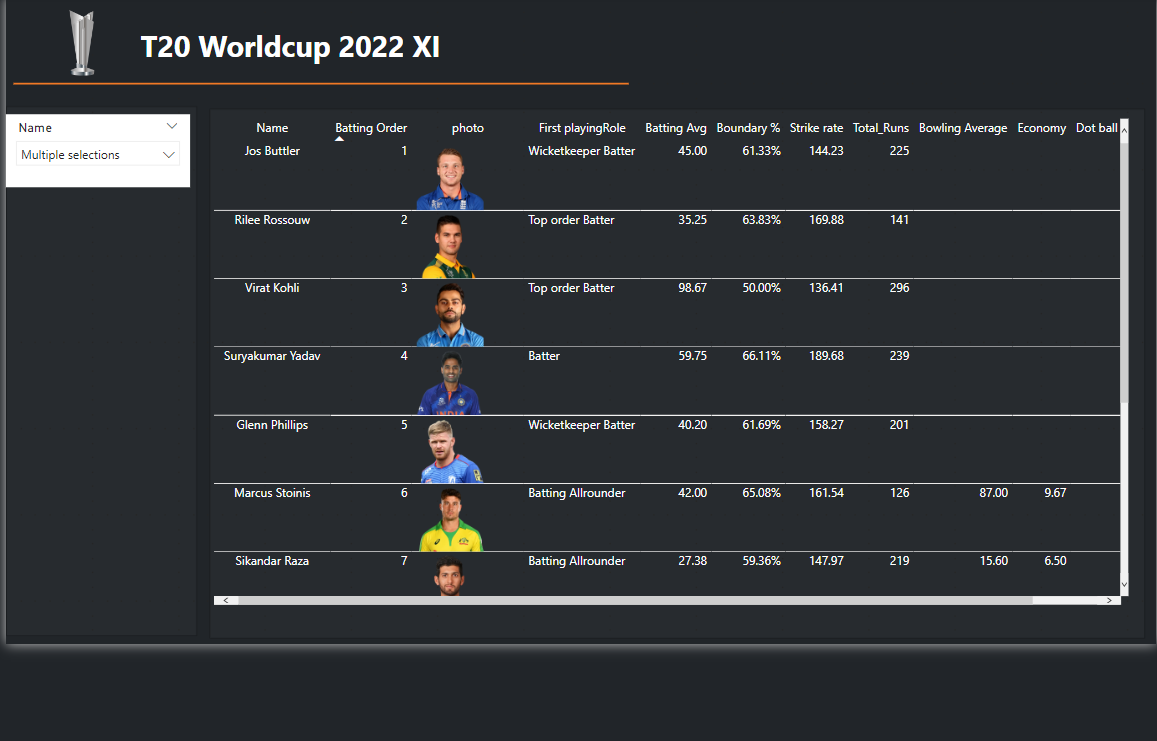 T20 Worldcup 2022 XI
Name
Multiple selections
Name Batting Order photo First playingRole Batting Avg Boundary % Strike rate Total_Runs Bowling Average Economy Dot ball
Jos Buttler 1 Wicketkeeper Batter 45.00 61.33% 144.23 225
Rilee Rossouw 2 Top order Batter 35.25 63.83% 169.88 141
Virat Kohli 3 Top order Batter 98.67 50.00% 136.41 296
Suryakumar Yadav 4 Batter 59.75 66.11% 189.68 239
INDIA
Glenn Phillips 5 Wicketkeeper Batter 40.20 61.69% 158.27 201
Marcus Stoinis 6 Batting Allrounder 42.00 65.08% 161.54 126 87.00 9.67
Sikandar Raza 7 Batting Allrounder 27.38 59.36% 147.97 219 15.60 6.50